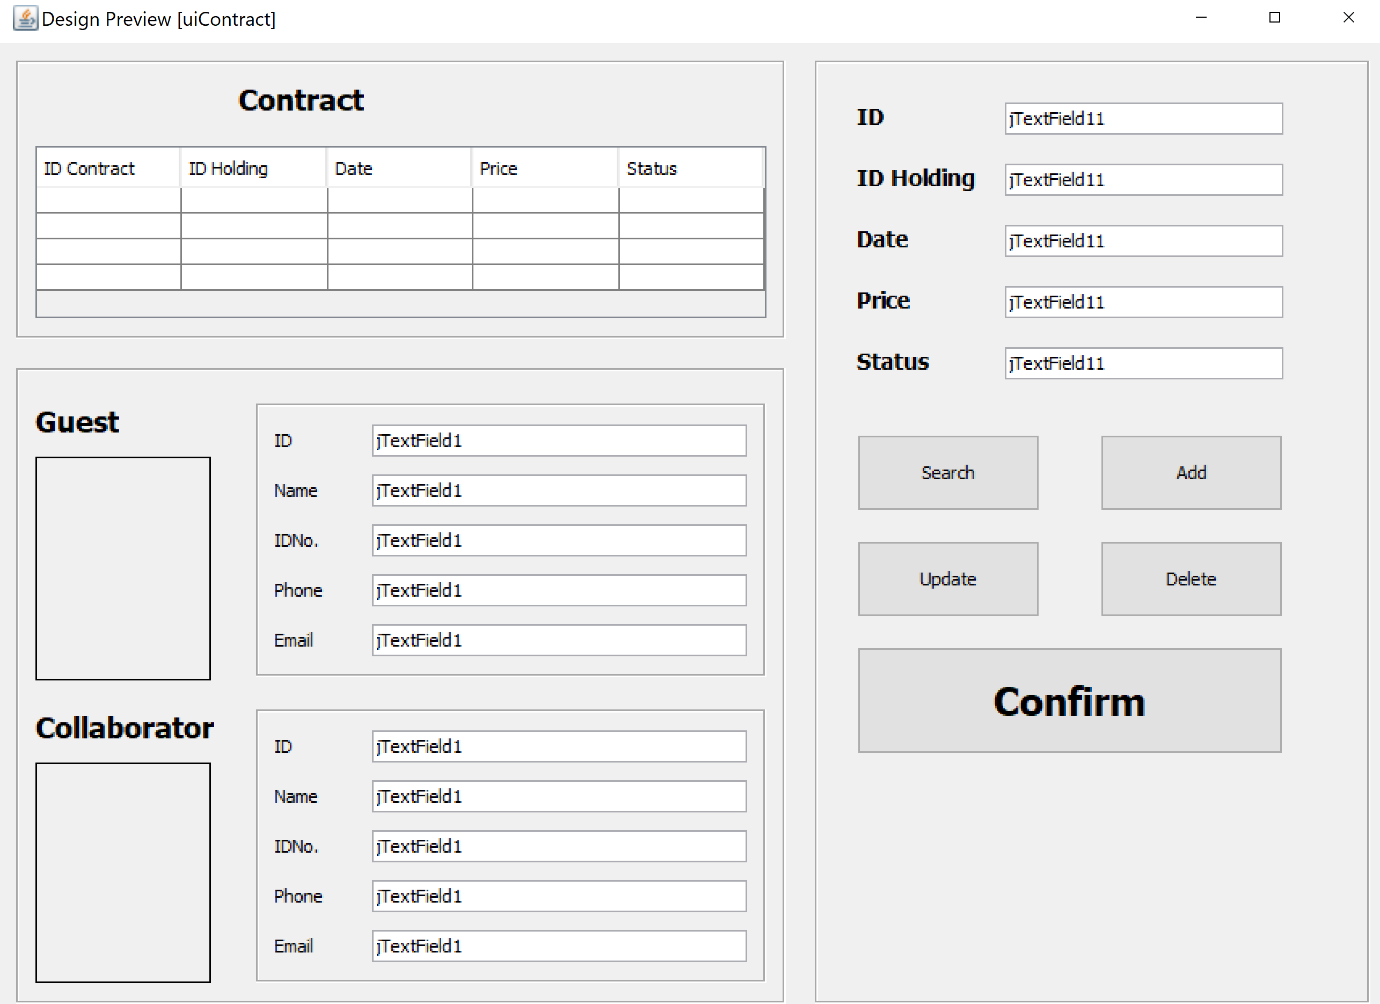 Design Preview [uiContract]
Contract
ID Contract ID Holding Date Price Status
Guest
ID jTextField1
Name jTextField1
IDNo. jTextField1
Phone jTextField1
Email jTextField1
Collaborator
ID jTextField1
Name jTextField1
IDNo. jTextField1
Phone jTextField1
Email jTextField1
ID jTextField11
ID Holding jTextField11
Date jTextField11
Price jTextField11
Status jTextField11
Search Add
Update Delete
Confirm